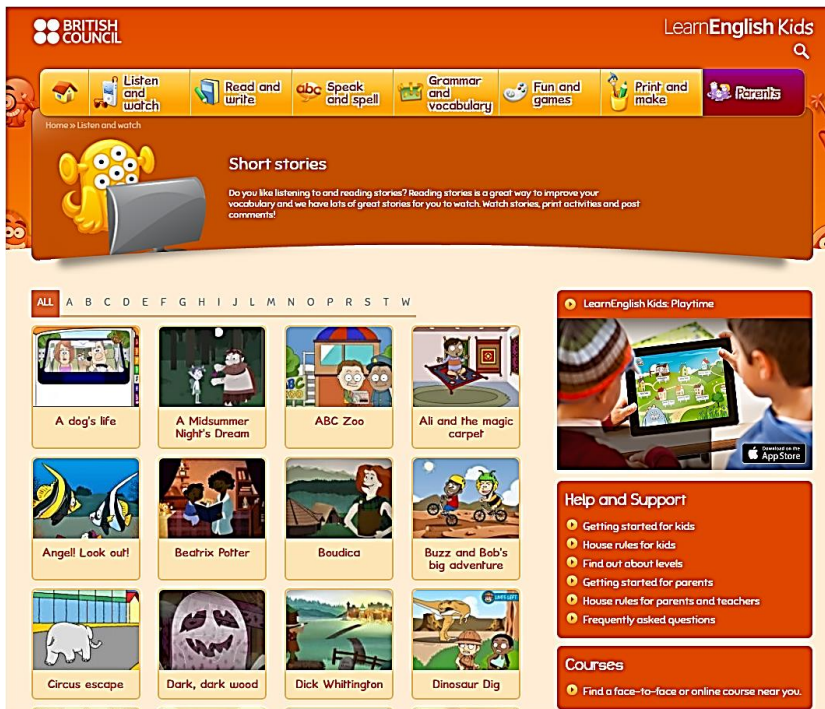 BRITISH
COUNCIL
LearnEnglish Kids
Listen
and
watch
Read and
write
abc
Speak
and spell
Grammar
and
vocabulary
Fun and
games
Print and
make
Parents
Home » Listen and watch
Short stories
Do you like listening to and reading stories? Reading stories is a great way to improve your
vocabulary and we have lots of great stories for you to watch. Watch stories, print activities and post
comments!
ALL A B C D E F G H I J L M N O P R S T W
A dog's life
A Midsummer
Night's Dream
ABC Zoo
Ali and the magic
carpet
Angel! Look out!
Beatrix Potter
Boudica
Buzz and Bob's
big adventure
Circus escape
Dark, dark wood
Dick Whittington
Dinosaur Dig
LearnEnglish Kids: Playtime
Download on the
App Store
Help and Support
Getting started for kids
House rules for kids
Find out about levels
Getting started for parents
House rules for parents and teachers
Frequently asked questions
Courses
Find a face-to-face or online course near you.